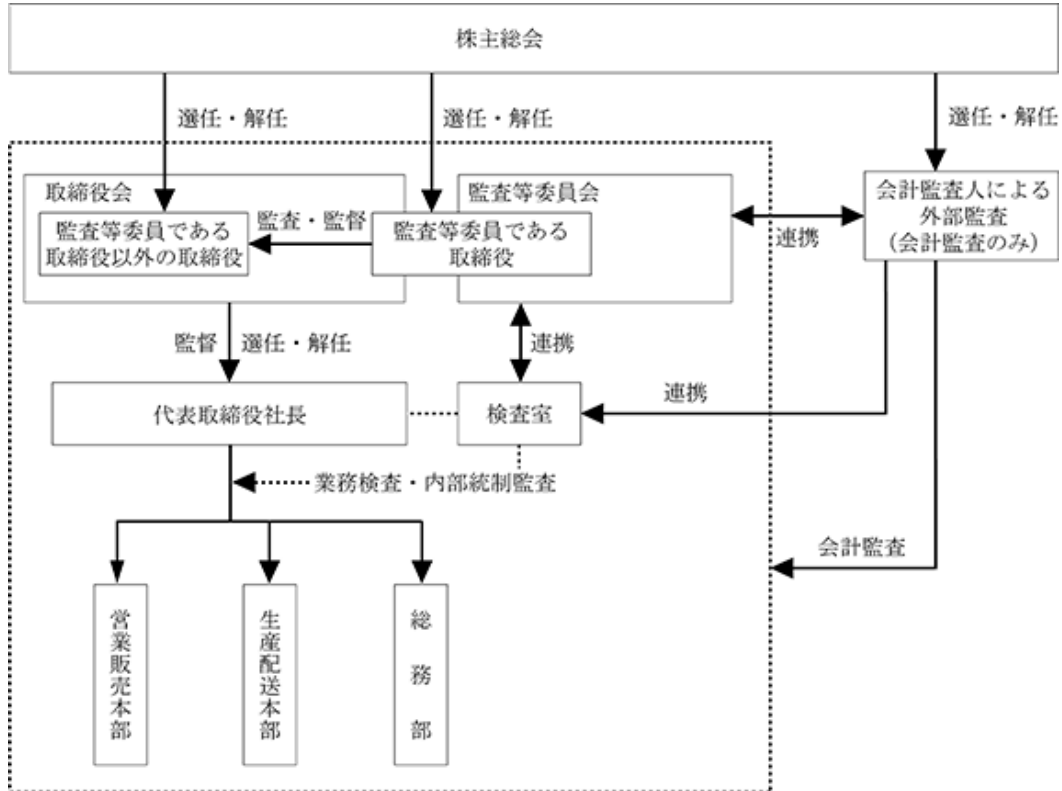 株主総会
選任・解任
選任・解任
選任・解任
取締役会
監査等委員会
監査等委員である
取締役以外の取締役
監査・監督
監査等委員である
取締役
会計監査人による
外部監査
（会計監査のみ）
連携
監督
選任・解任
連携
代表取締役社長
検査室
連携
業務検査・内部統制監査
会計監査
営業販売本部
生産配送本部
総務部